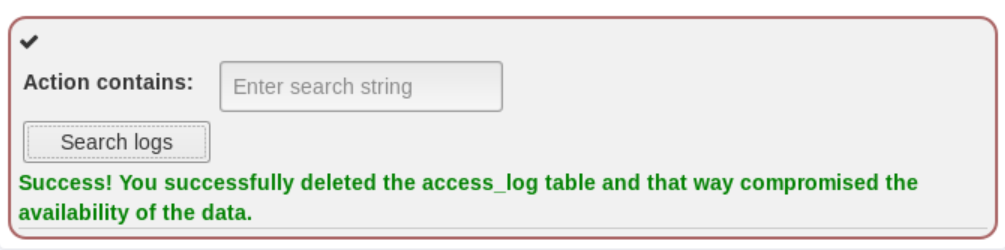 Action contains:
Enter search string
Search logs
Success! You successfully deleted the access_log table and that way compromised the
availability of the data.